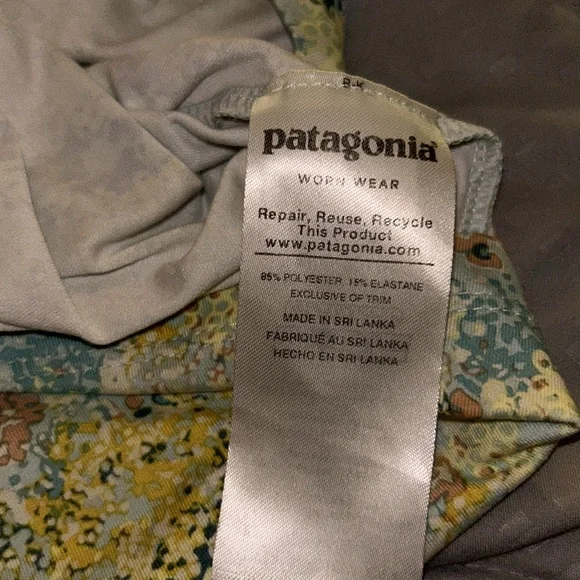 patagonia
WORN WEAR
Repair, Reuse, Recycle
This Product
www.patagonia.com
85% POLYESTER 15% ELASTANE
EXCLUSIVE OF TRIM
MADE IN SRI LANKA
FABRIQUÉ AU SRI LANKA
HECHO EN SRI LANKA